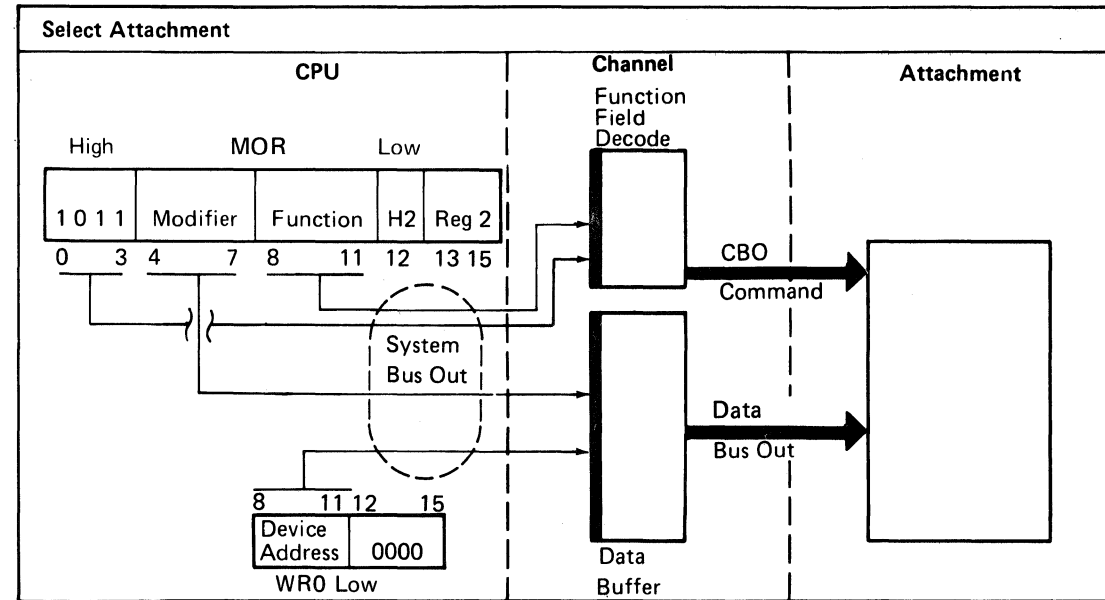 Select Attachment
CPU
Channel
Attachment
Function
Field
Decode
High
MOR
Low
1 0 1 1
Modifier
Function
H2
Reg 2
0 3 4 7 8 11 12 13 15
CBO
Command
System
Bus Out
Data
Bus Out
8 11 12 15
Device
Address
0000
WR0 Low
Data
Buffer